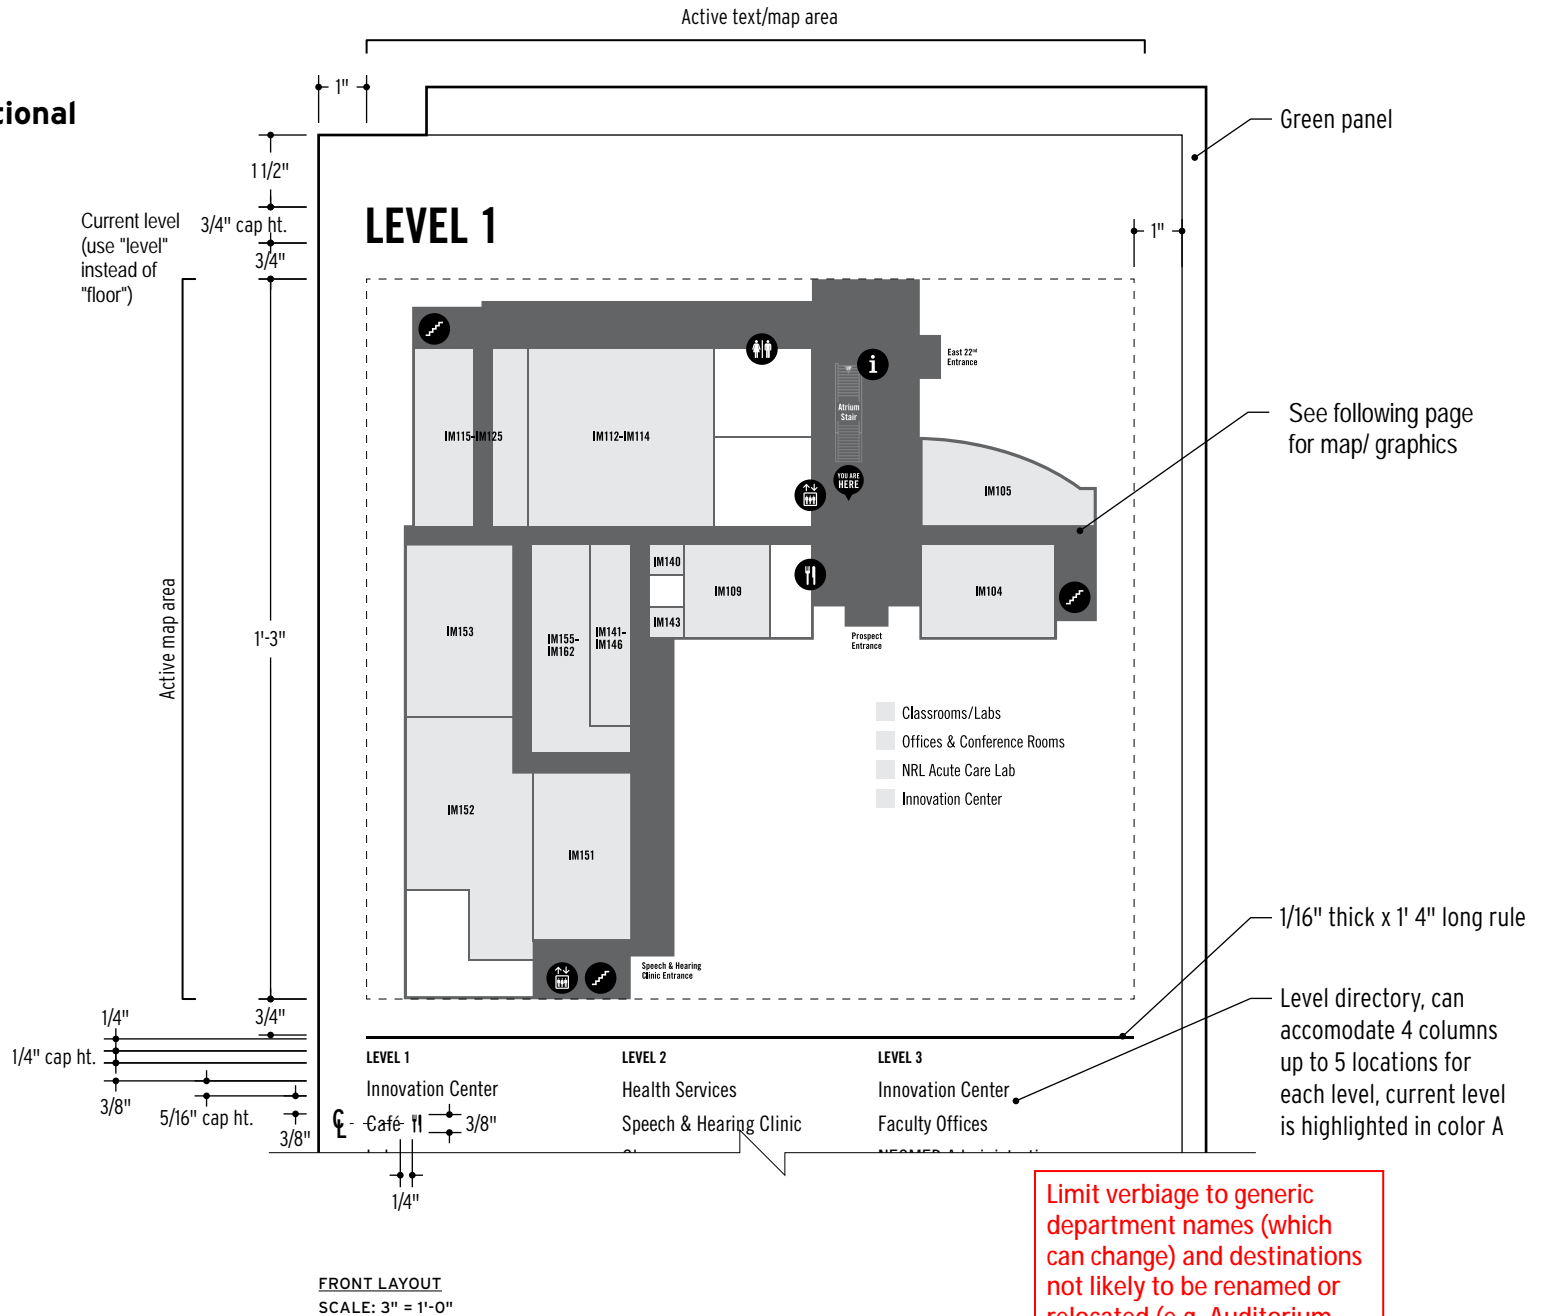 Active text/map area
1"
tional
Green panel
1 1/2"
Current level
(use "level"
instead of
"floor")
3/4" cap ht.
3/4"
LEVEL 1
1"
East 22nd
Entrance
Atrium
Stair
i
YOU ARE
HERE
See following page
for map/ graphics
IM115-IM125
IM112-IM114
IM105
IM140
IM109
IM104
IM143
IM153
IM155-
IM162
IM141-
IM146
Prospect
Entrance
Active map area
1'-3"
Classrooms/Labs
Offices & Conference Rooms
NRL Acute Care Lab
Innovation Center
IM152
IM151
Speech & Hearing
Clinic Entrance
1/16" thick x 1' 4" long rule
Level directory, can
accomodate 4 columns
up to 5 locations for
each level, current level
is highlighted in color A
1/4"
3/4"
1/4" cap ht.
3/8"
5/16" cap ht.
3/8"
LEVEL 1
Innovation Center
Café
3/8"
1/4"
LEVEL 2
Health Services
Speech & Hearing Clinic
LEVEL 3
Innovation Center
Faculty Offices
CL
Limit verbiage to generic
department names (which
can change) and destinations
not likely to be renamed or
relocated (e.g. Auditorium
FRONT LAYOUT
SCALE: 3" = 1'-0"